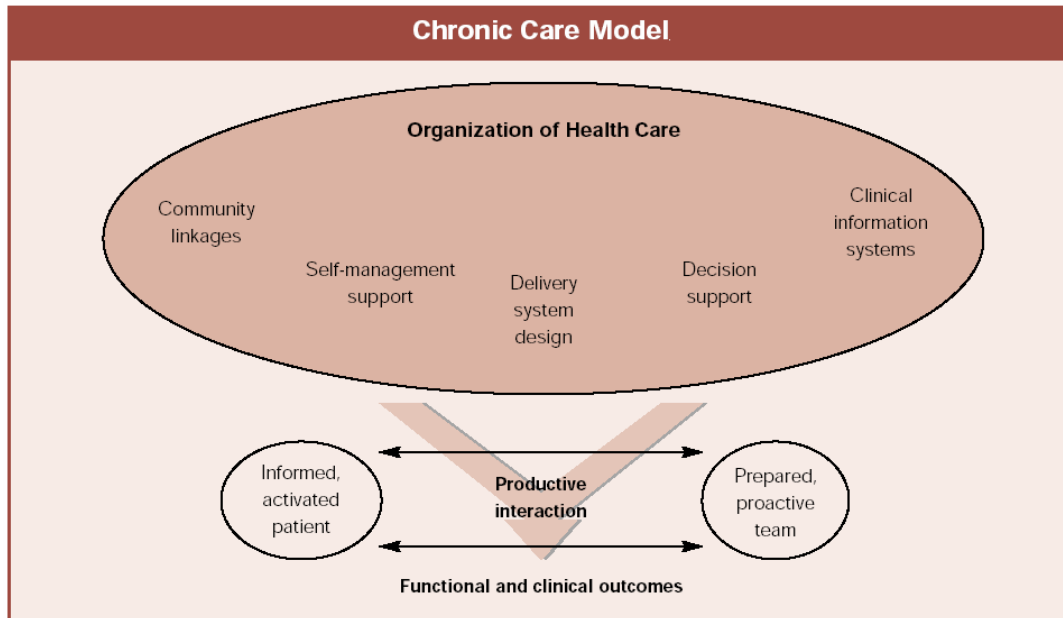 Chronic Care Model
Organization of Health Care
Community
linkages
Self-management
support
Delivery
system
design
Decision
support
Clinical
information
systems
Informed,
activated
patient
Productive
interaction
Prepared,
proactive
team
Functional and clinical outcomes